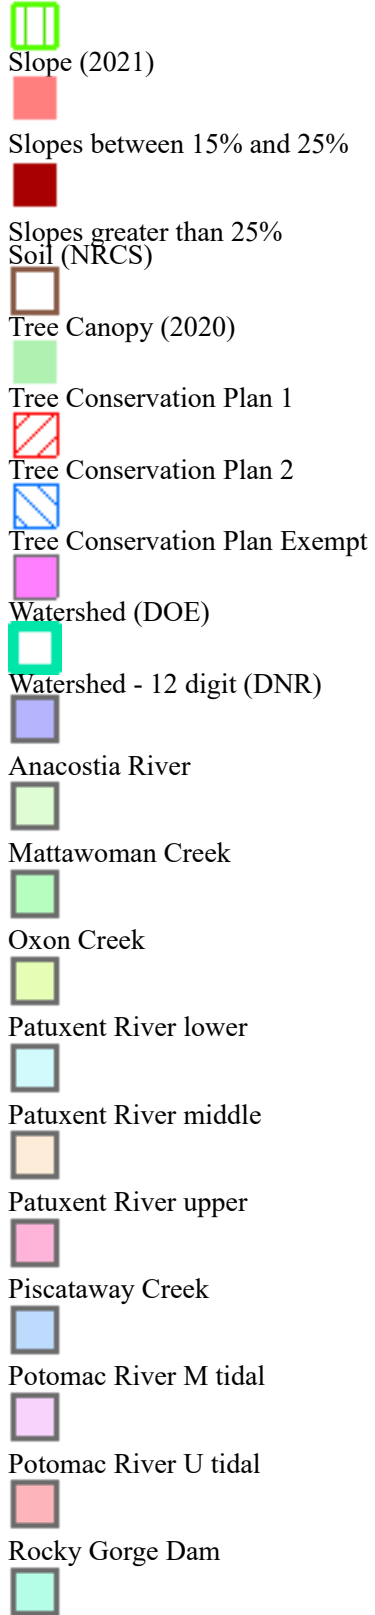 Slope (2021)
Slopes between 15% and 25%
Slopes greater than 25%
Soil (NRCS)
Tree Canopy (2020)
Tree Conservation Plan 1
Tree Conservation Plan 2
Tree Conservation Plan Exempt
Watershed (DOE)
Watershed - 12 digit (DNR)
Anacostia River
Mattawoman Creek
Oxon Creek
Patuxent River lower
Patuxent River middle
Patuxent River upper
Piscataway Creek
Potomac River M tidal
Potomac River U tidal
Rocky Gorge Dam